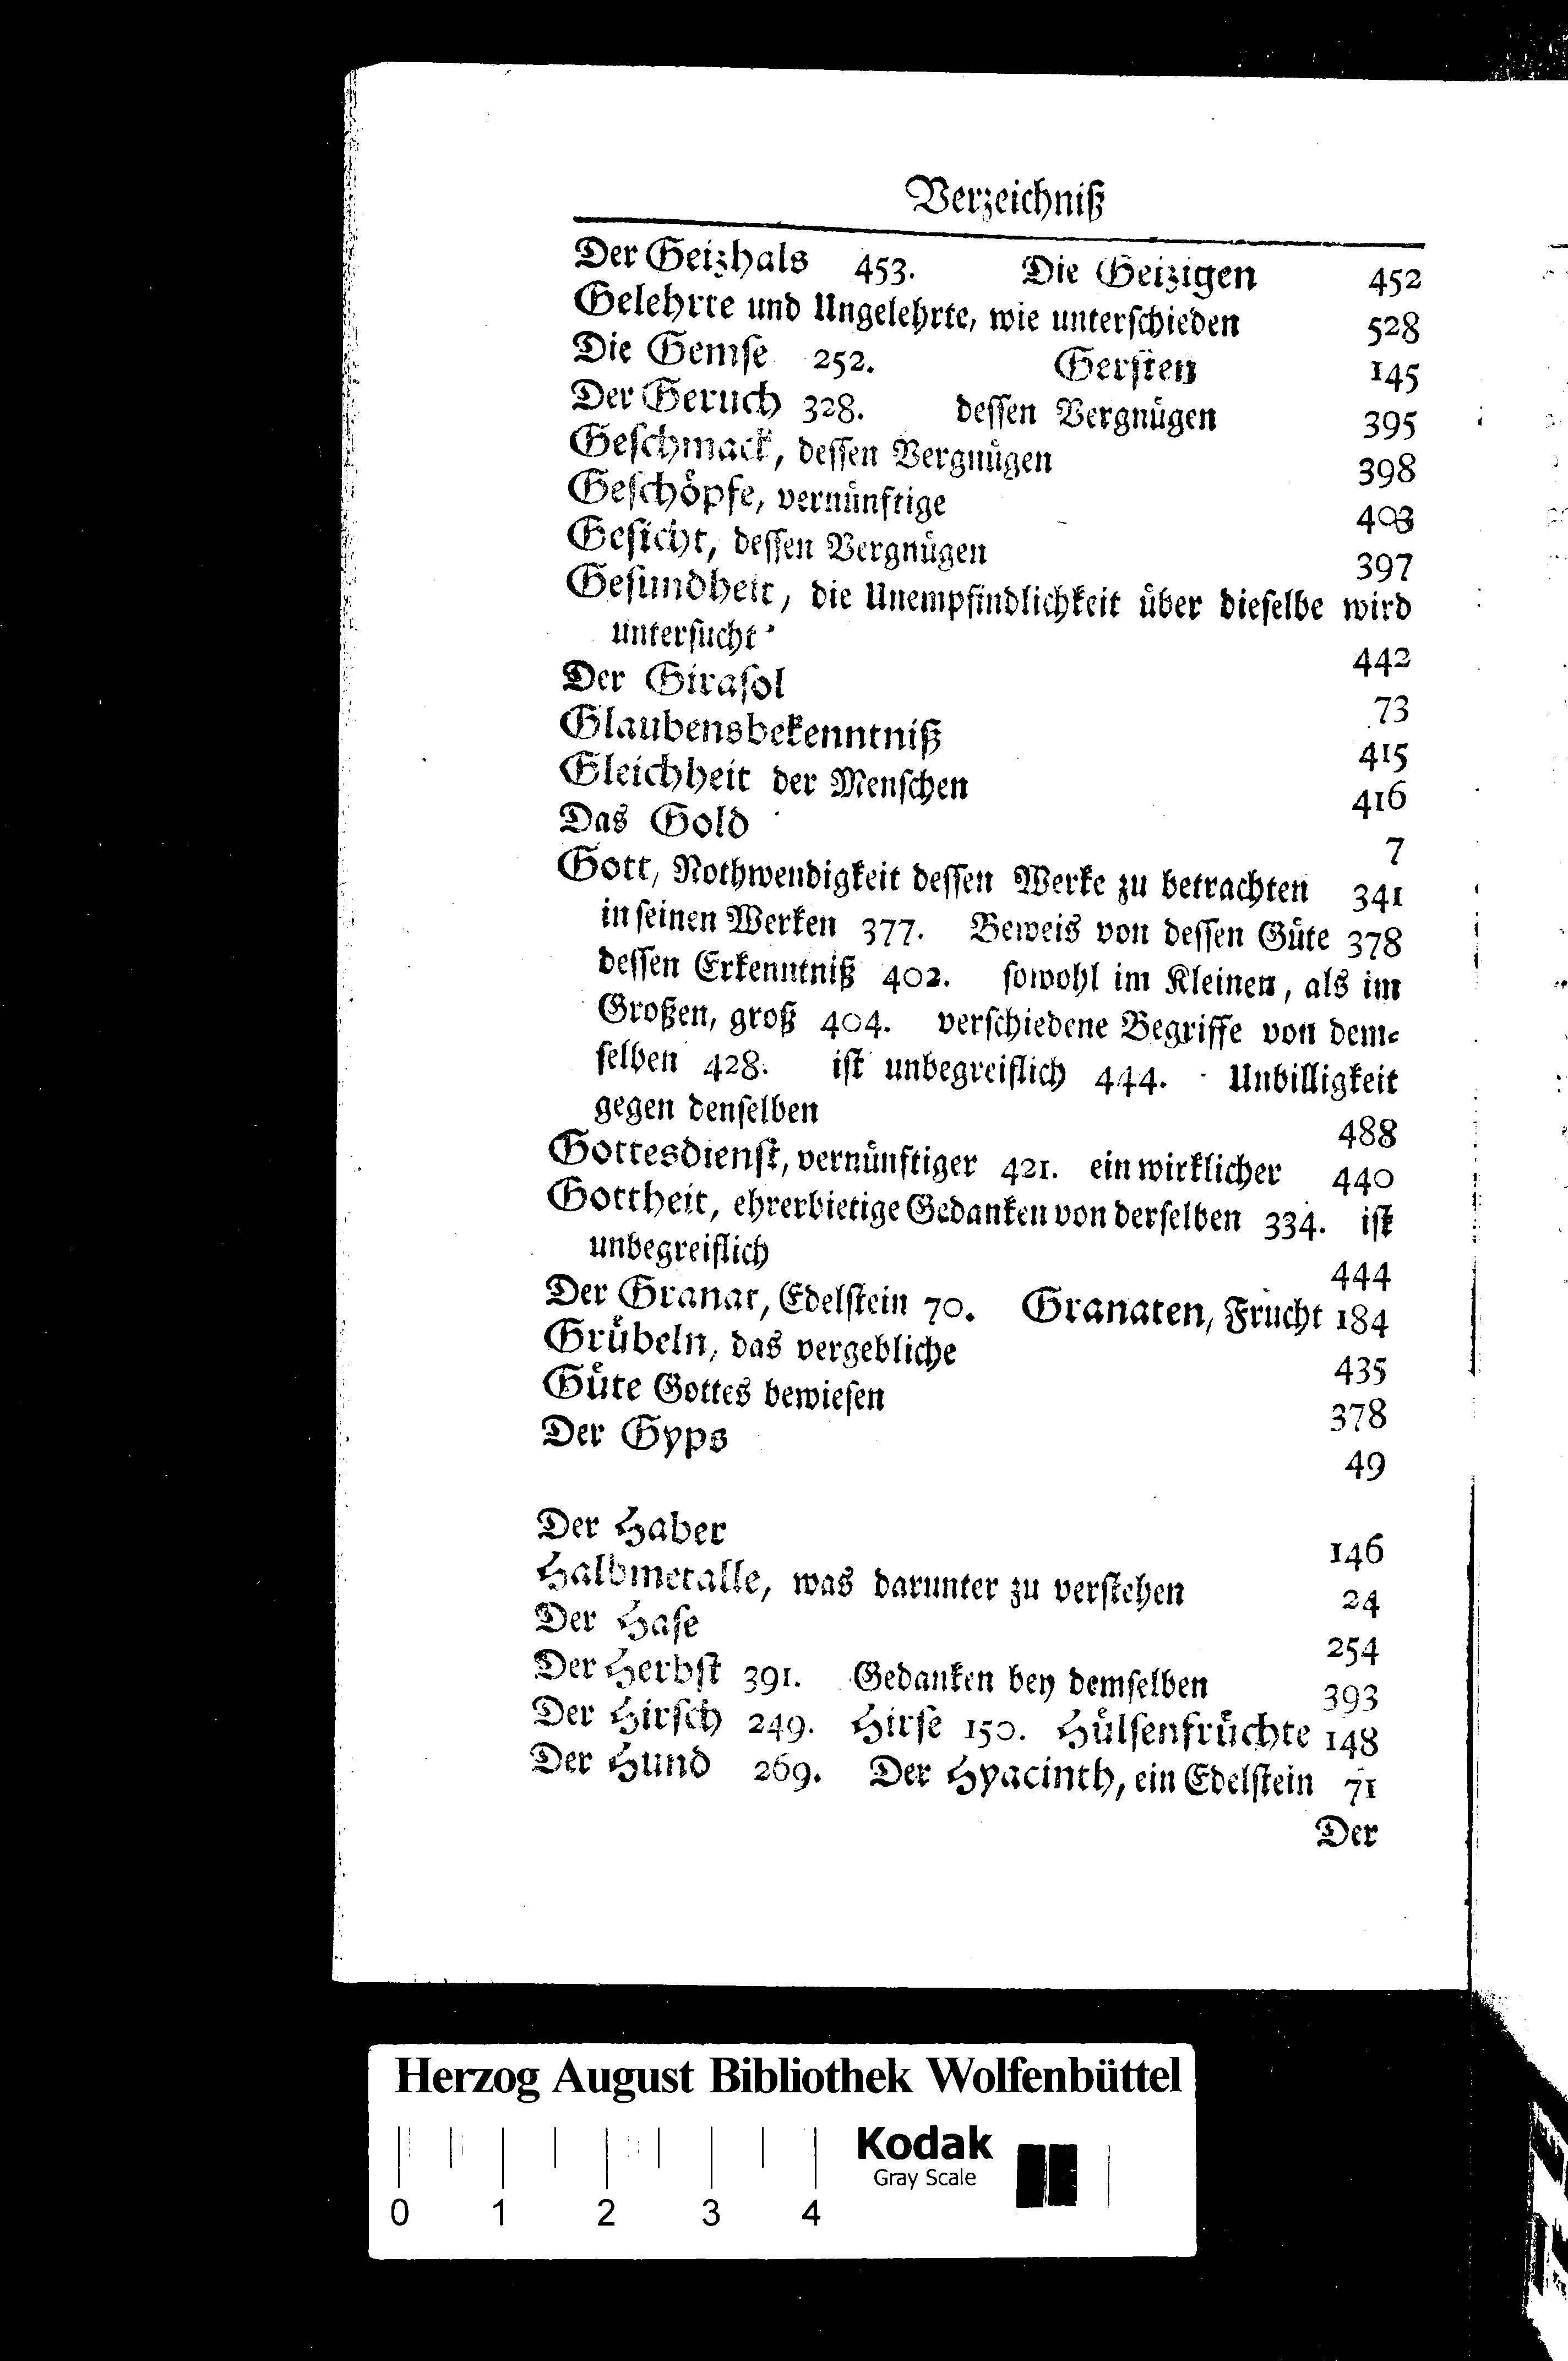 Verzeichniß
Der Geizhals 453. Die Geizigen 452
Gelehrte und Ungelehrte, wie unterschieden 528
Die Gemse 252. Gersten 145
Der Geruch 328. dessen Vergnügen 395
Geschmack, dessen Vergnügen 398
Geschöpfe, vernünftige 403
Gesicht, dessen Vergnügen 397
Gesundheit, die Unempfindlichkeit über dieselbe wird
untersucht 442
Der Girasol 73
Glaubensbekenntniß 415
Gleichheit der Menschen 416
Das Gold 7
Gott, Nothwendigkeit dessen Werke zu betrachten 341
in seinen Werken 377. Beweis von dessen Güte 378
dessen Erkenntniß 402. sowohl im Kleinen, als im
Großen, groß 404. verschiedene Begriffe von dem-
selben 428. ist unbegreiflich 444. Unbilligkeit
gegen denselben 488
Gottesdienst, vernünftiger 421. ein wirklicher 440
Gottheit, ehrerbietige Gedanken von derselben 334. ist
unbegreiflich 444
Der Granat, Edelstein 70. Granaten, Frucht 184
Grübeln, das vergebliche 435
Güte Gottes bewiesen 378
Der Gyps 49
Der Haber 146
Halbmetalle, was darunter zu verstehen 24
Der Hase 254
Der Herbst 391. Gedanken bey demselben 393
Der Hirsch 249. Hirse 150. Hülsenfrüchte 148
Der Hund 269. Der Hyacinth, ein Edelstein 71
Der
Herzog August Bibliothek Wolfenbüttel
Kodak
Gray Scale
0 1 2 3 4